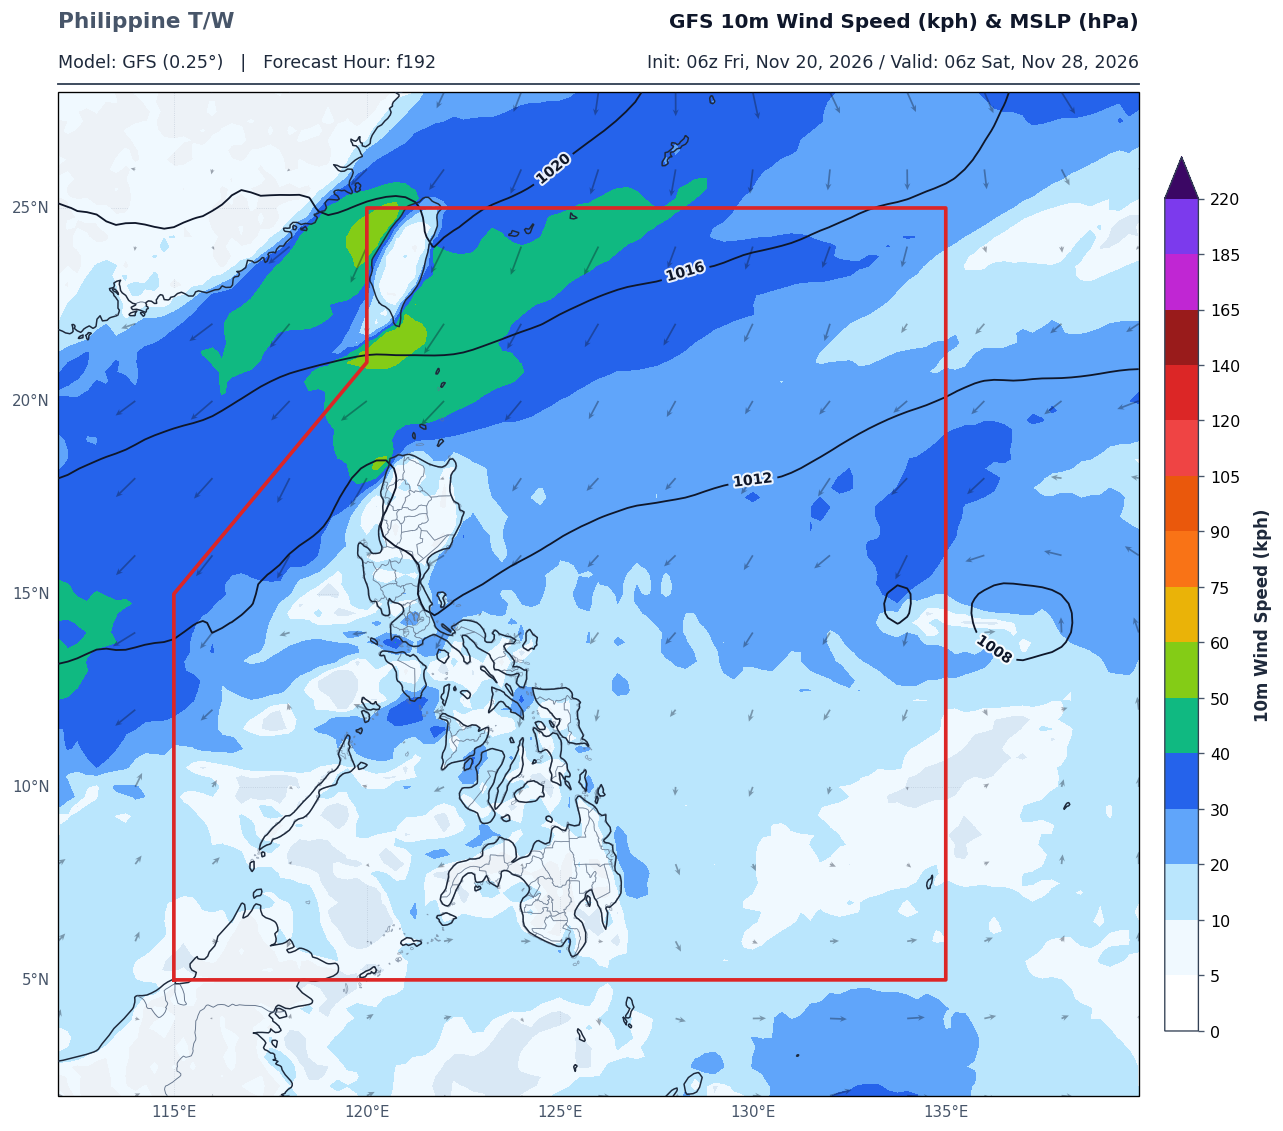 Philippine T/W
GFS 10m Wind Speed (kph) & MSLP (hPa)
Model: GFS (0.25°)   |   Forecast Hour: f192
Init: 06z Fri, Nov 20, 2026 / Valid: 06z Sat, Nov 28, 2026
1020
1016
1012
1008
25°N
20°N
15°N
10°N
5°N
115°E
120°E
125°E
130°E
135°E
220
185
165
140
120
105
90
75
60
50
40
30
20
10
5
0
10m Wind Speed (kph)